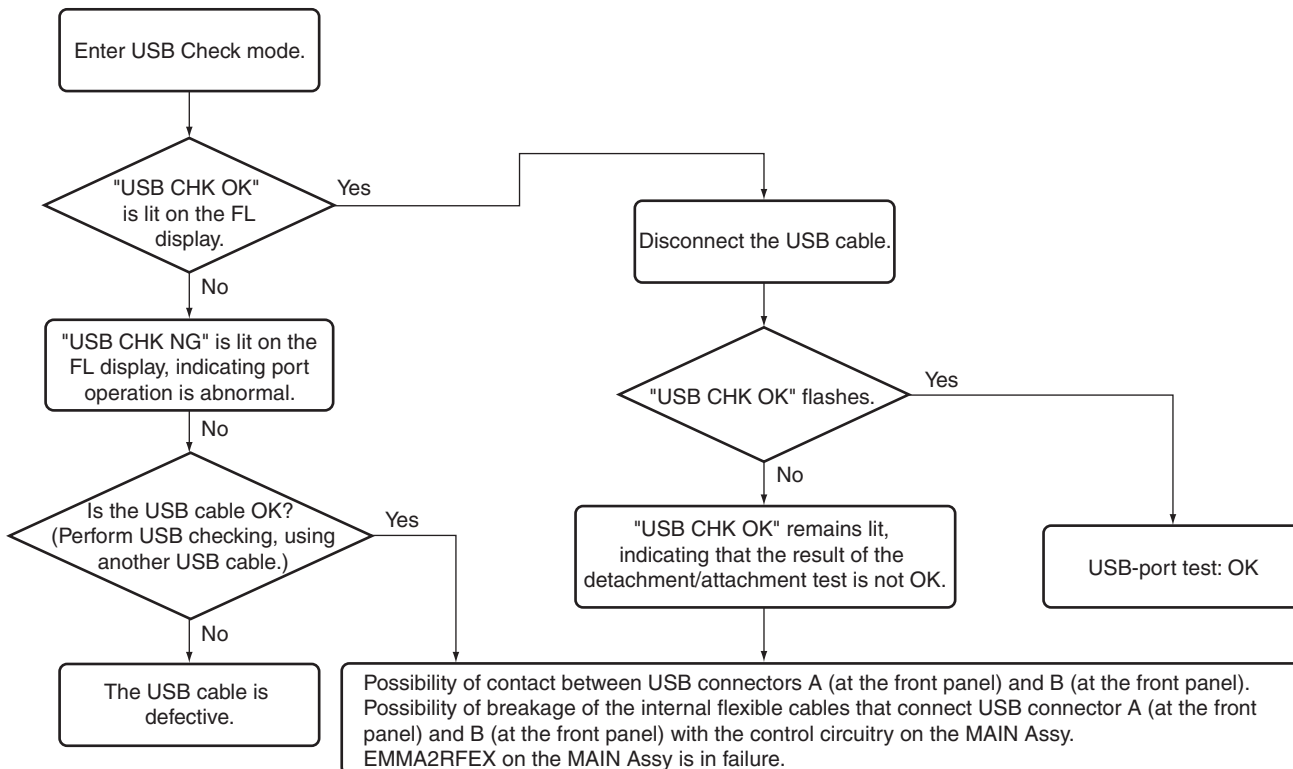 Enter USB Check mode.
"USB CHK OK"
is lit on the FL
display.
Yes
No
"USB CHK NG" is lit on the
FL display, indicating port
operation is abnormal.
No
Is the USB cable OK?
(Perform USB checking, using
another USB cable.)
Yes
No
The USB cable is
defective.
Disconnect the USB cable.
"USB CHK OK" flashes.
Yes
No
"USB CHK OK" remains lit,
indicating that the result of the
detachment/attachment test is not OK.
USB-port test: OK
Possibility of contact between USB connectors A (at the front panel) and B (at the front panel).
Possibility of breakage of the internal flexible cables that connect USB connector A (at the front
panel) and B (at the front panel) with the control circuitry on the MAIN Assy.
EMMA2RFEX on the MAIN Assy is in failure.